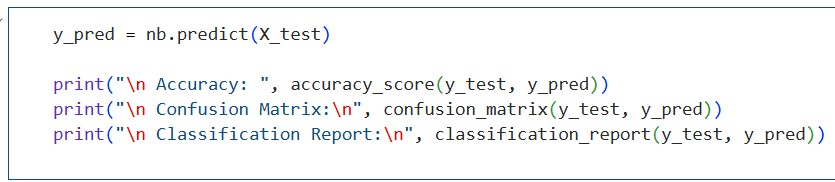 y_pred = nb.predict(X_test)
print("\n Accuracy: ", accuracy_score(y_test, y_pred))
print("\n Confusion Matrix:\n", confusion_matrix(y_test, y_pred))
print("\n Classification Report:\n", classification_report(y_test, y_pred))